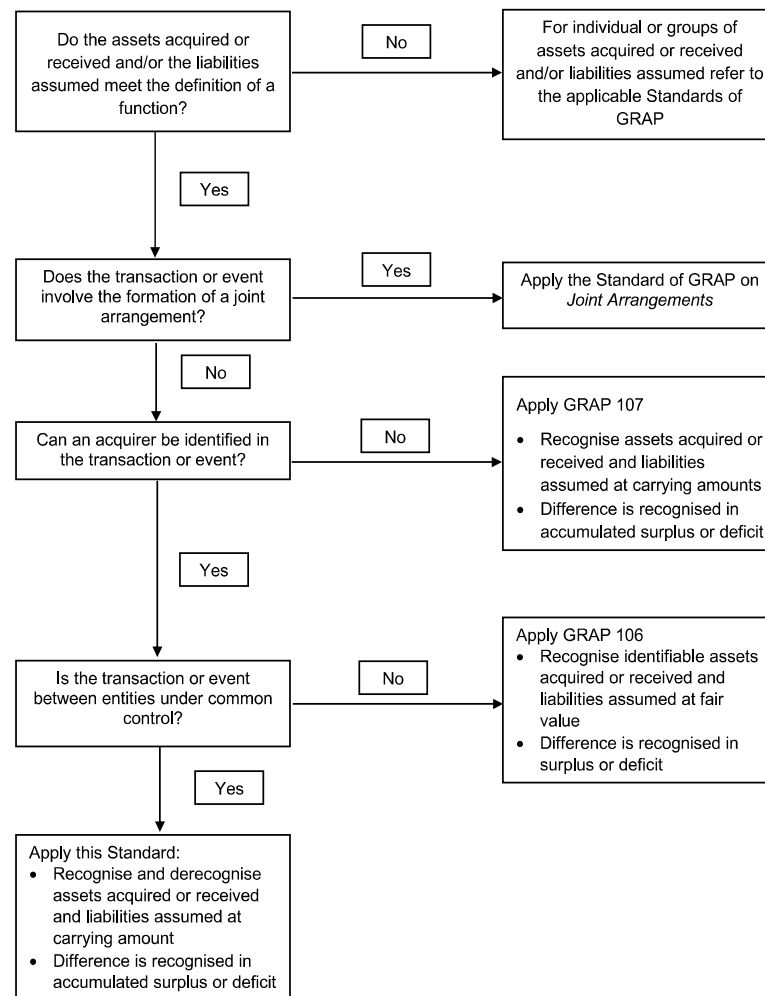 Do the assets acquired or
received and/or the liabilities
assumed meet the definition of a
function?
No
For individual or groups of
assets acquired or received
and/or liabilities assumed refer to
the applicable Standards of
GRAP
Yes
Does the transaction or event
involve the formation of a joint
arrangement?
Yes
Apply the Standard of GRAP on
Joint Arrangements
No
Can an acquirer be identified in
the transaction or event?
No
Apply GRAP 107
• Recognise assets acquired or
received and liabilities
assumed at carrying amounts
• Difference is recognised in
accumulated surplus or deficit
Yes
Is the transaction or event
between entities under common
control?
No
Apply GRAP 106
• Recognise identifiable assets
acquired or received and
liabilities assumed at fair
value
• Difference is recognised in
surplus or deficit
Yes
Apply this Standard:
• Recognise and derecognise
assets acquired or received
and liabilities assumed at
carrying amount
• Difference is recognised in
accumulated surplus or deficit